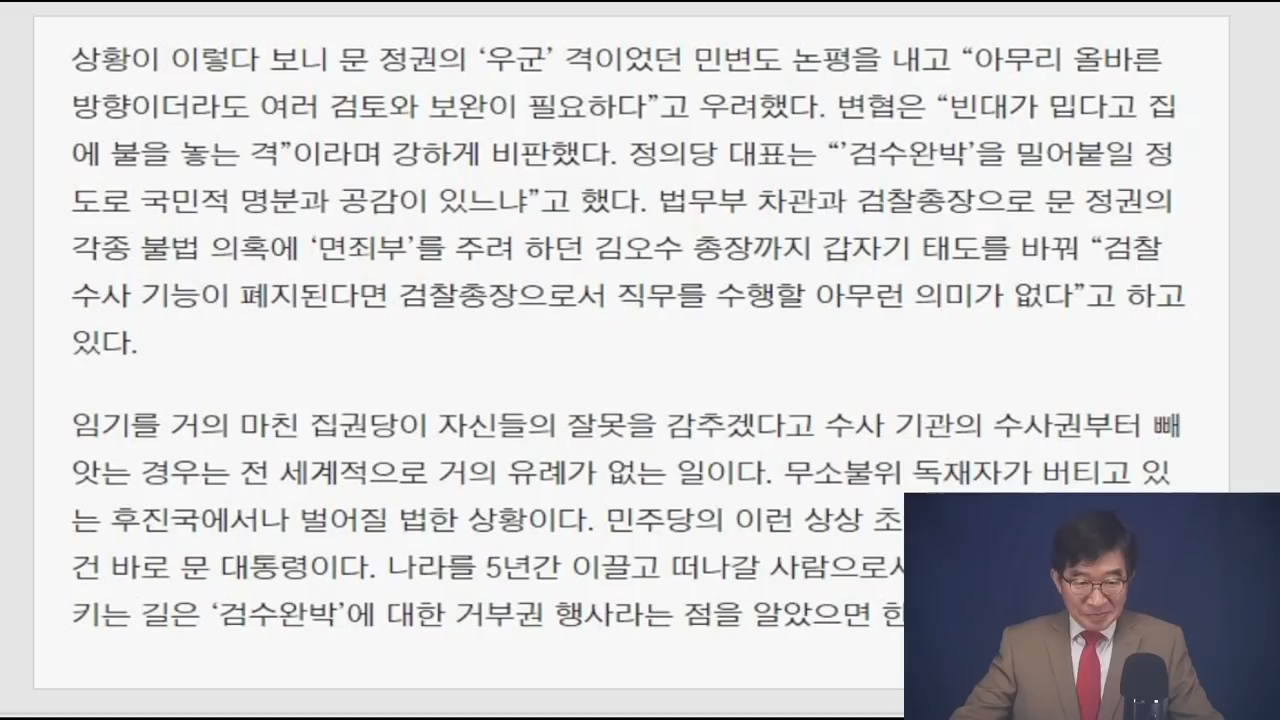 상황이 이렇다 보니 문 정권의 ‘우군’ 격이었던 민변도 논평을 내고 “아무리 올바른
방향이더라도 여러 검토와 보완이 필요하다”고 우려했다. 변협은 “빈대가 밉다고 집
에 불을 놓는 격”이라며 강하게 비판했다. 정의당 대표는 “’검수완박’을 밀어붙일 정
도로 국민적 명분과 공감이 있느냐”고 했다. 법무부 차관과 검찰총장으로 문 정권의
각종 불법 의혹에 ‘면죄부’를 주려 하던 김오수 총장까지 갑자기 태도를 바꿔 “검찰
수사 기능이 폐지된다면 검찰총장으로서 직무를 수행할 아무런 의미가 없다”고 하고
있다.
임기를 거의 마친 집권당이 자신들의 잘못을 감추겠다고 수사 기관의 수사권부터 빼
앗는 경우는 전 세계적으로 거의 유례가 없는 일이다. 무소불위 독재자가 버티고 있
는 후진국에서나 벌어질 법한 상황이다. 민주당의 이런 상상 초
건 바로 문 대통령이다. 나라를 5년간 이끌고 떠나갈
키는 길은 ‘검수완박’에 대한 거부권 행사라는 점을 알았으면